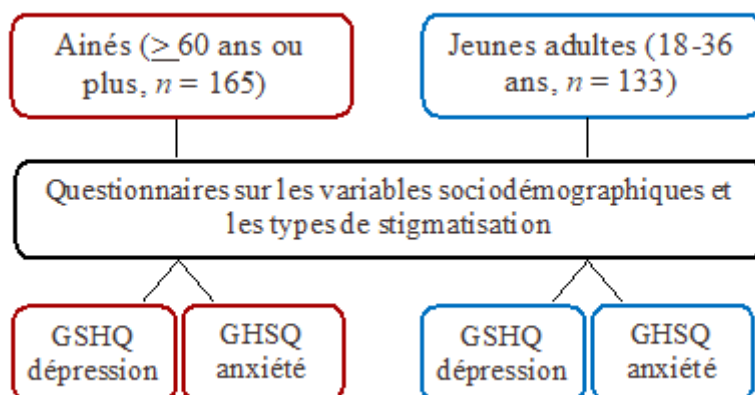 Ainés (≥ 60 ans ou
plus, n = 165)
Jeunes adultes (18-36
ans, n = 133)
Questionnaires sur les variables sociodémographiques et
les types de stigmatisation
GSHQ
dépression
GHSQ
anxiété
GSHQ
dépression
GHSQ
anxiété